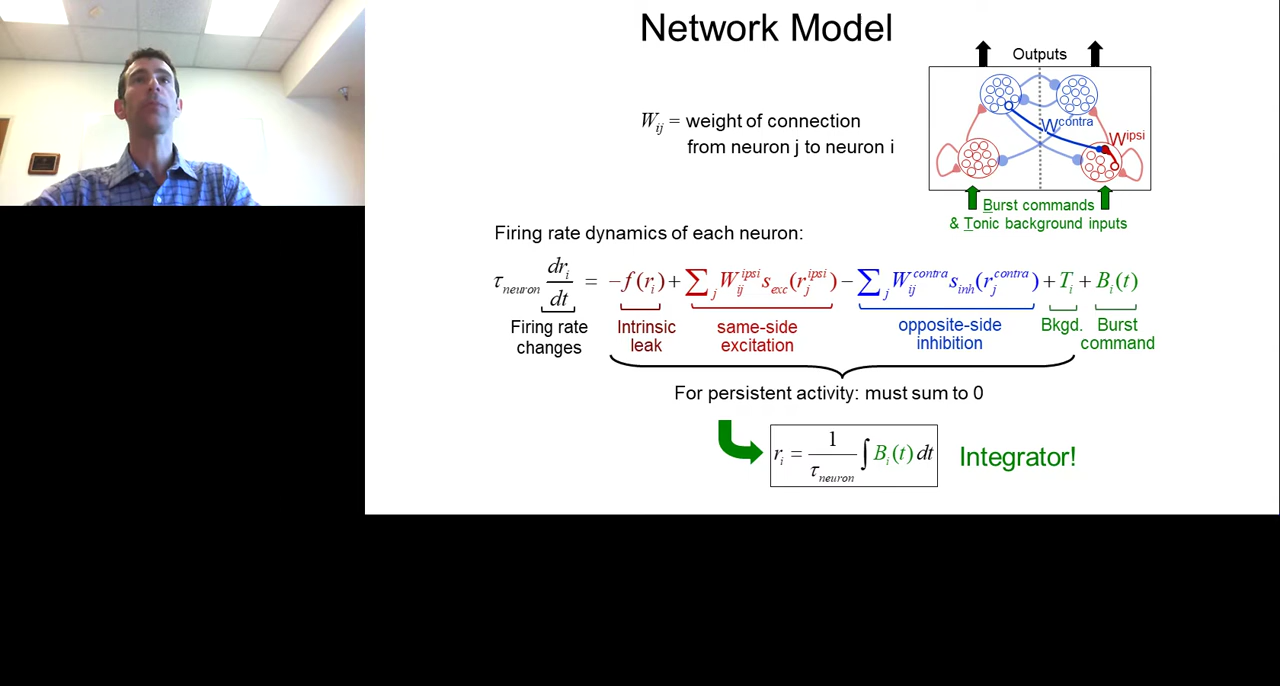 Network Model
Outputs
W^contra
W^ipsi
Burst commands
& Tonic background inputs
W_ij = weight of connection
from neuron j to neuron i
Firing rate dynamics of each neuron:
τ_neuron dr_i/dt = −f(r_i) + ∑_j W_ij^ipsi s_exc(r_j^ipsi) − ∑_j W_ij^contra s_inh(r_j^contra) + T_i + B_i(t)
Firing rate changes
Intrinsic leak
same-side excitation
opposite-side inhibition
Bkgd.
Burst command
For persistent activity: must sum to 0
r_i = 1/τ_neuron ∫ B_i(t) dt
Integrator!